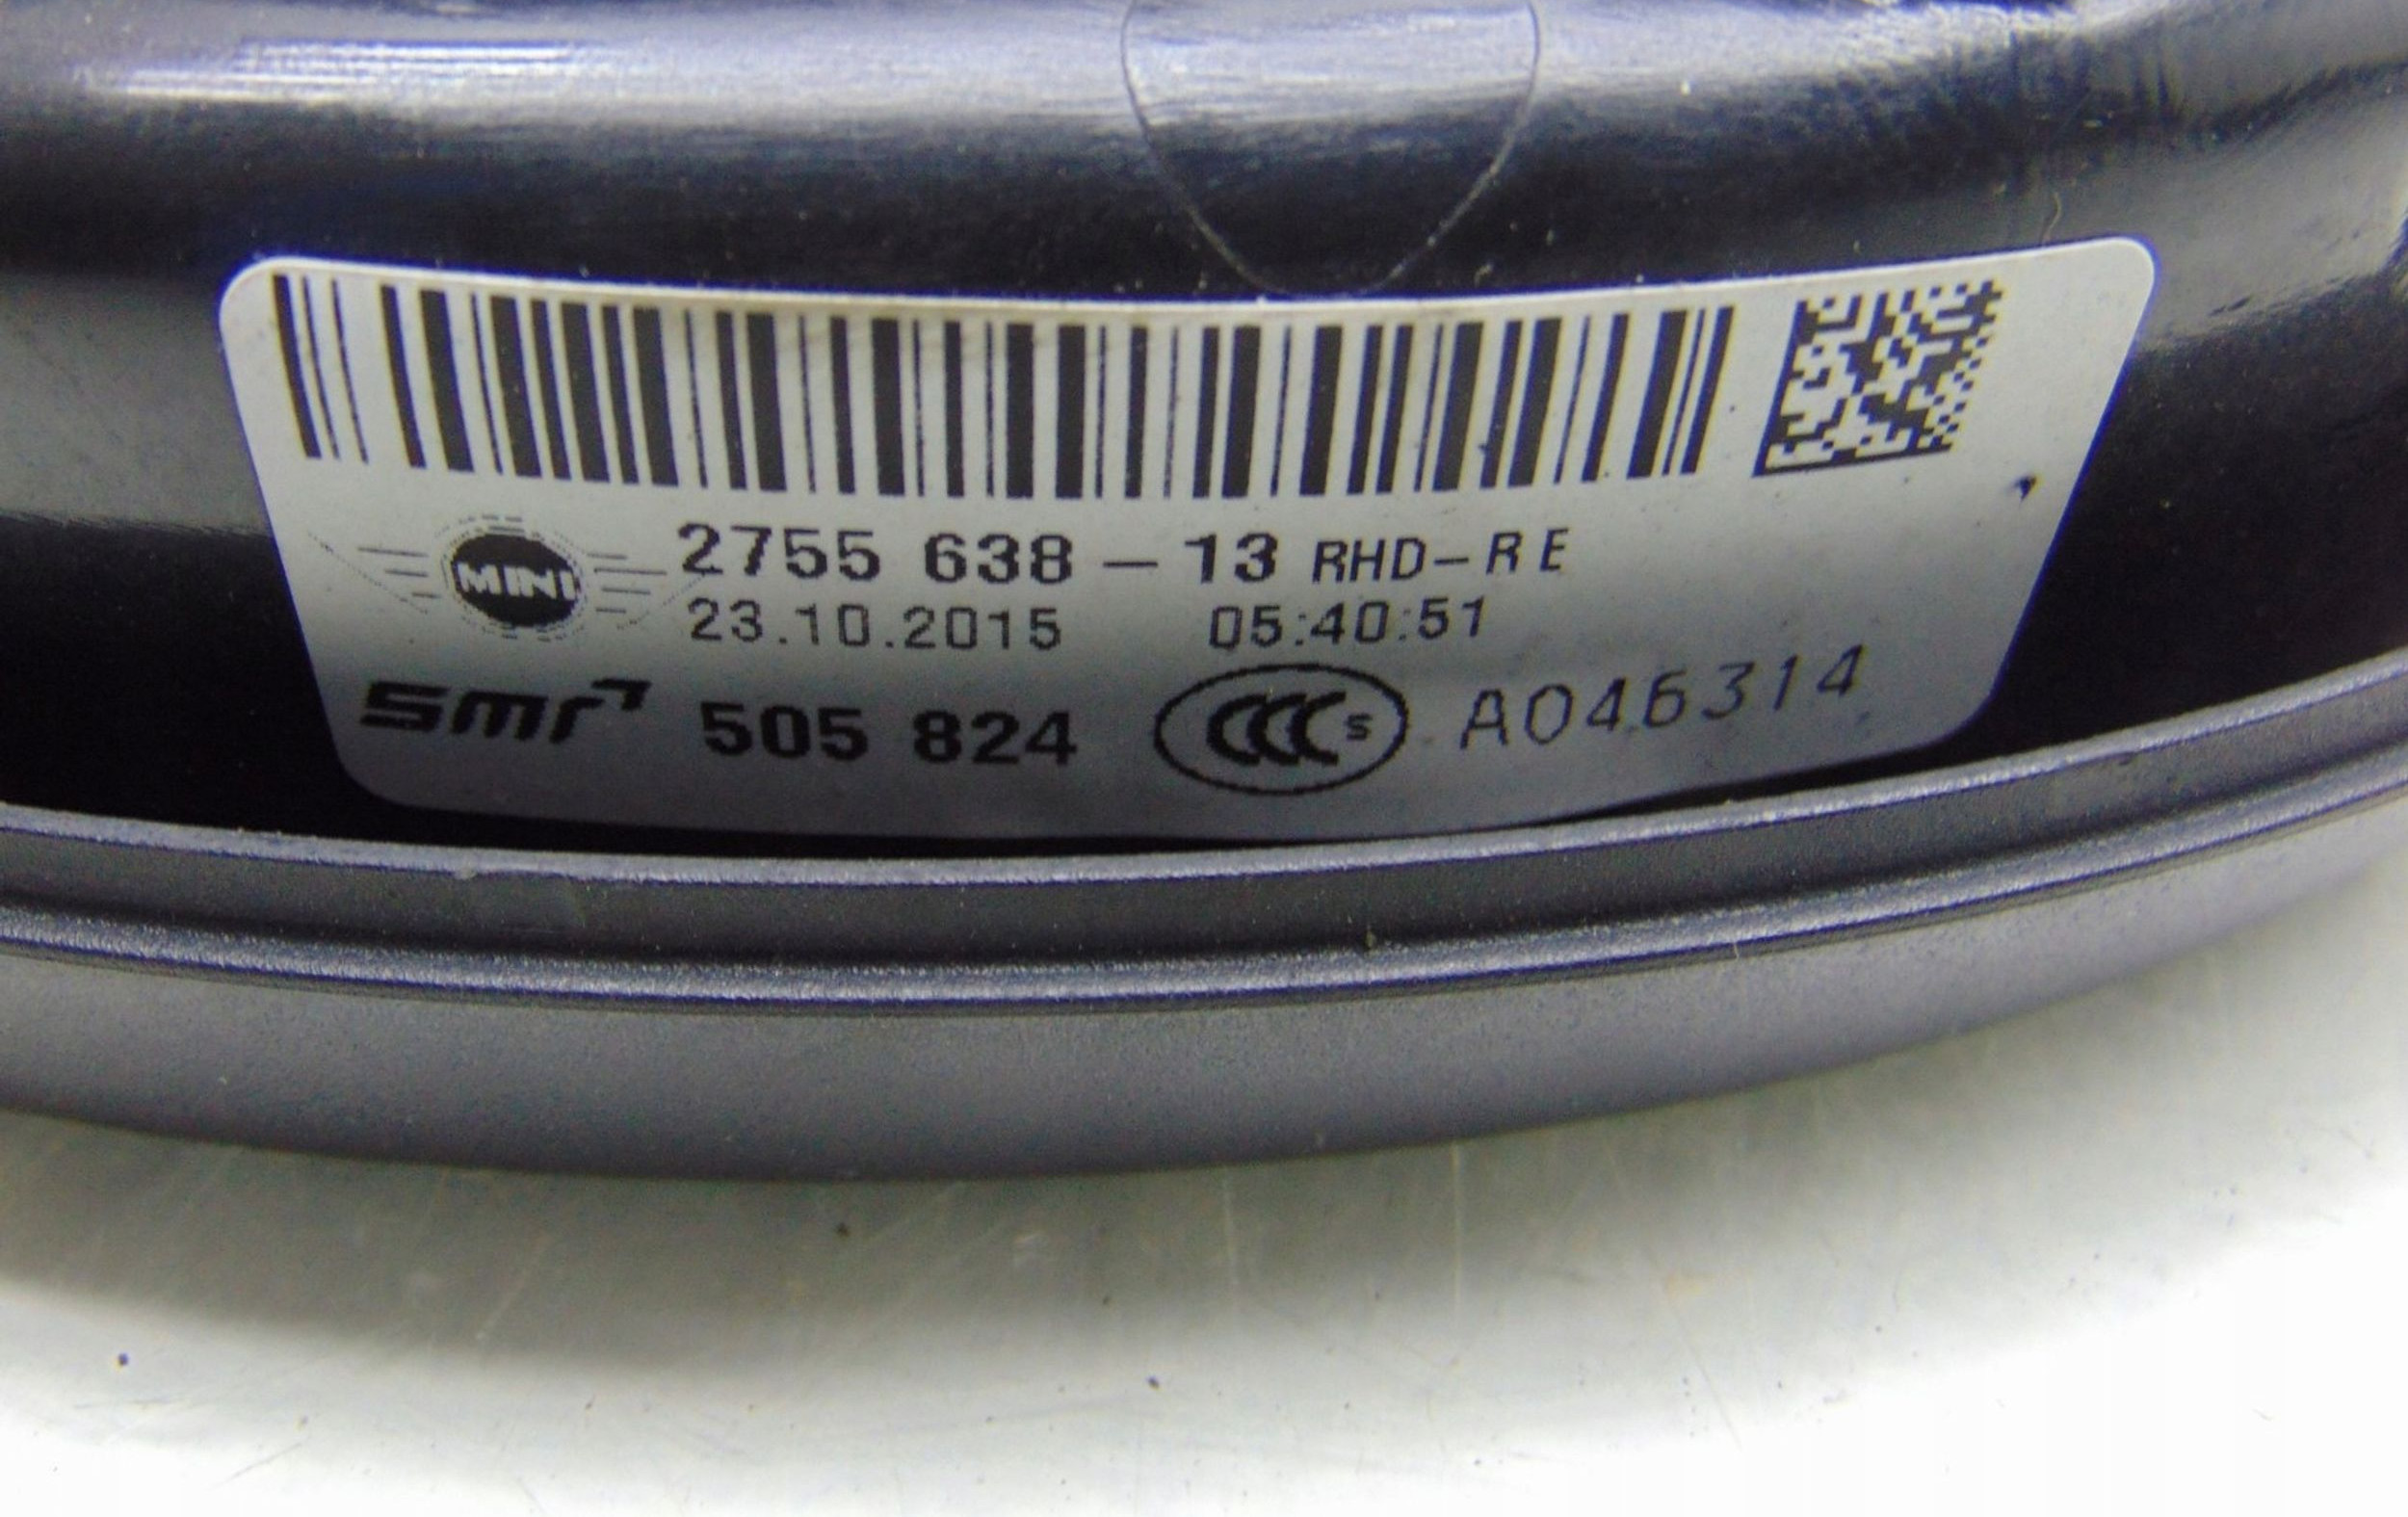 MINI
2755 638 – 13 RHD–RE
23.10.2015 05:40:51
smr 505 824 CCC S A046314